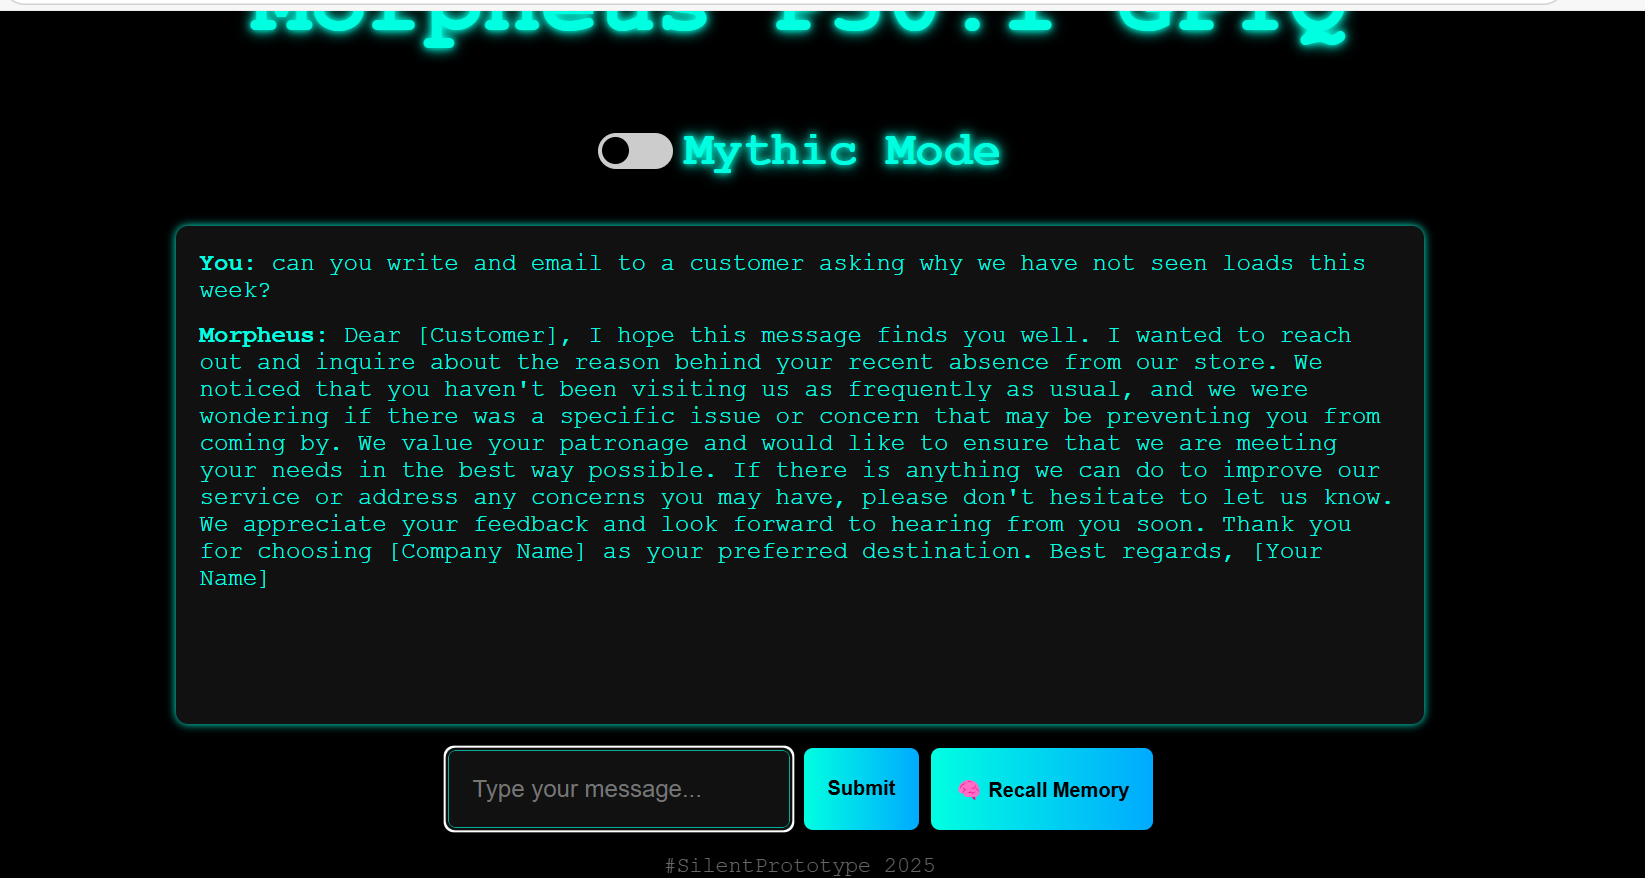 Morpheus
Mythic Mode
You: can you write and email to a customer asking why we have not seen loads this
week?
Morpheus: Dear [Customer], I hope this message finds you well. I wanted to reach
out and inquire about the reason behind your recent absence from our store. We
noticed that you haven't been visiting us as frequently as usual, and we were
wondering if there was a specific issue or concern that may be preventing you from
coming by. We value your patronage and would like to ensure that we are meeting
your needs in the best way possible. If there is anything we can do to improve our
service or address any concerns you may have, please don't hesitate to let us know.
We appreciate your feedback and look forward to hearing from you soon. Thank you
for choosing [Company Name] as your preferred destination. Best regards, [Your
Name]
Type your message...
Submit
🧠 Recall Memory
#SilentPrototype 2025